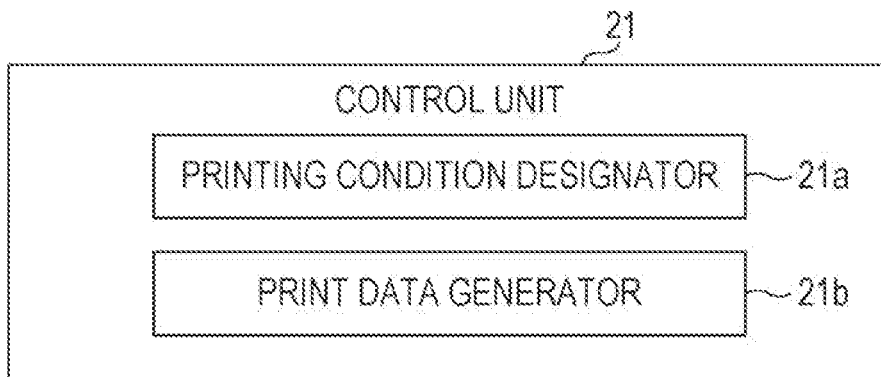 21
CONTROL UNIT
PRINTING CONDITION DESIGNATOR 21a
PRINT DATA GENERATOR 21b